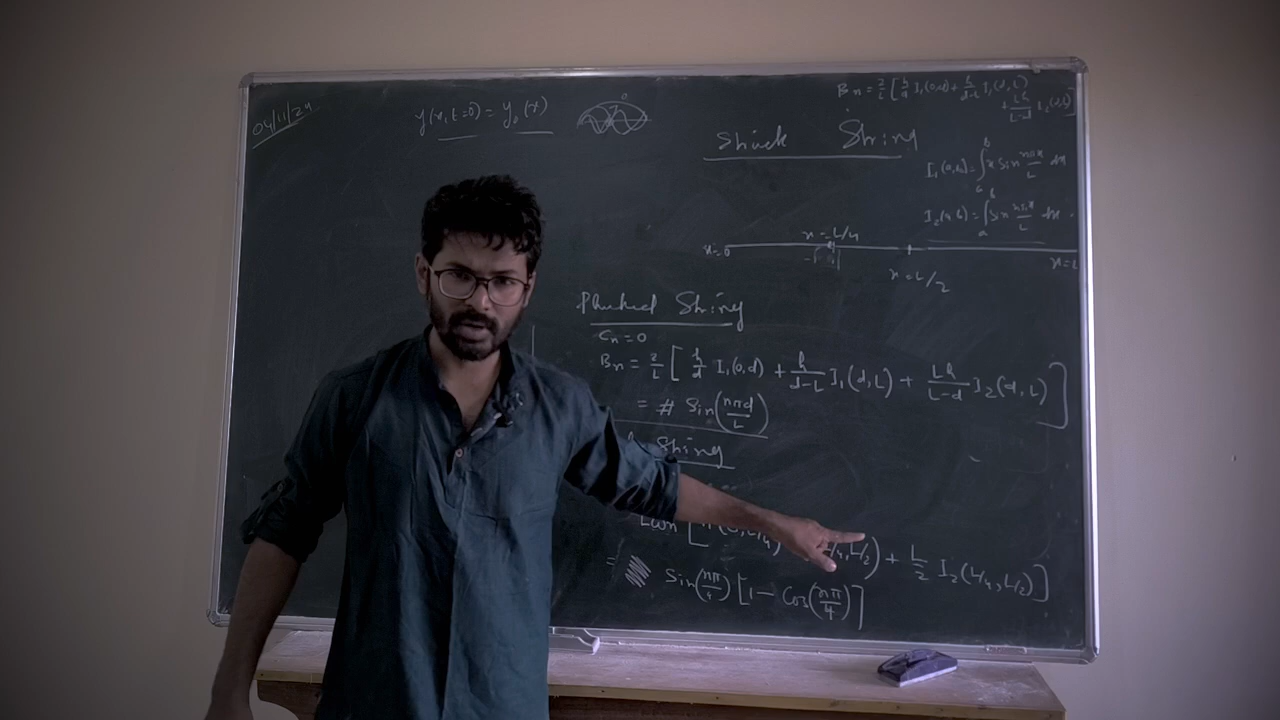 04/11/24
y(x, t=0) = y₀(x)
Bn = 2/L [h/d I₁(0,d) + h/d-L I₁(d,L)
+ Lh/L-d I₂(d,L)]
Struck String
I₁(a,b) = ∫ₐᵇ x Sin nπx/L dx
I₂(a,b) = ∫ₐᵇ Sin nπx/L dx
x=0
x=L/4
x=L/2
Plucked String
Cn=0
Bn = 2/L [h/d I₁(0,d) + h/d-L I₁(d,L) + Lh/L-d I₂(d,L)]
= # Sin(nπd/L)
String
L/4, L/2) + L/2 I₂(L/4, L/2)]
= Sin(nπ/4) [1 - Cos(nπ/4)]